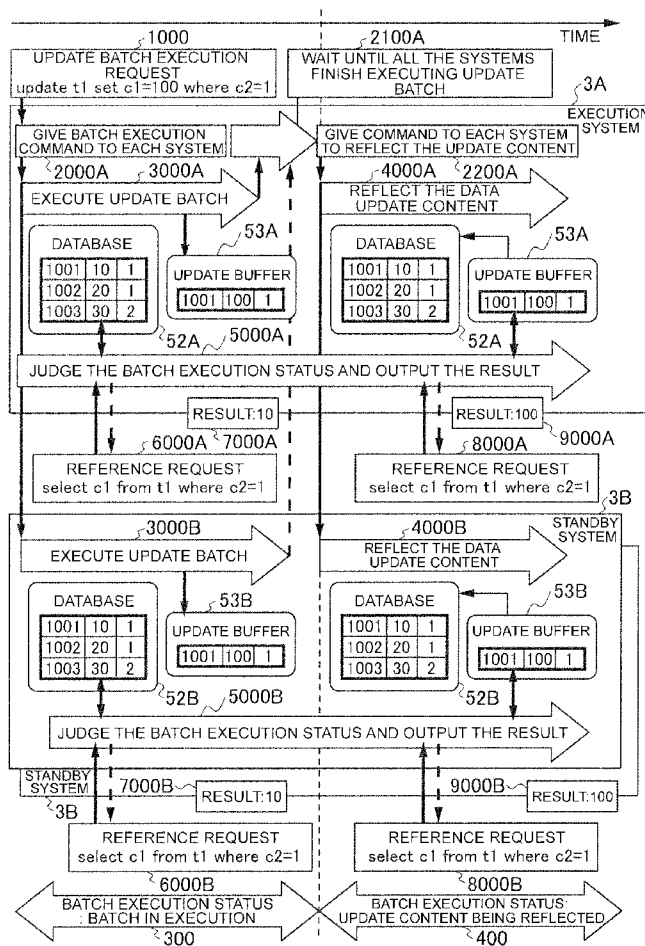 TIME
1000
2100A
UPDATE BATCH EXECUTION
REQUEST
update t1 set c1=100 where c2=1
WAIT UNTIL ALL THE SYSTEMS
FINISH EXECUTING UPDATE
BATCH
3A
EXECUTION
SYSTEM
GIVE BATCH EXECUTION
COMMAND TO EACH SYSTEM
GIVE COMMAND TO EACH SYSTEM
TO REFLECT THE UPDATE CONTENT
2000A
3000A
4000A
2200A
EXECUTE UPDATE BATCH
REFLECT THE DATA
UPDATE CONTENT
53A
53A
DATABASE
1001 10 1
1002 20 1
1003 30 2
UPDATE BUFFER
1001 100 1
DATABASE
1001 10 1
1002 20 1
1003 30 2
UPDATE BUFFER
1001 100 1
52A
52A
5000A
JUDGE THE BATCH EXECUTION STATUS AND OUTPUT THE RESULT
RESULT:10
RESULT:100
6000A
7000A
8000A
9000A
REFERENCE REQUEST
select c1 from t1 where c2=1
REFERENCE REQUEST
select c1 from t1 where c2=1
3B
STANDBY
SYSTEM
3000B
4000B
EXECUTE UPDATE BATCH
REFLECT THE DATA
UPDATE CONTENT
53B
53B
DATABASE
1001 10 1
1002 20 1
1003 30 2
UPDATE BUFFER
1001 100 1
DATABASE
1001 10 1
1002 20 1
1003 30 2
UPDATE BUFFER
1001 100 1
52B
52B
5000B
JUDGE THE BATCH EXECUTION STATUS AND OUTPUT THE RESULT
STANDBY
SYSTEM
3B
7000B
RESULT:10
9000B
RESULT:100
REFERENCE REQUEST
select c1 from t1 where c2=1
REFERENCE REQUEST
select c1 from t1 where c2=1
6000B
8000B
BATCH EXECUTION STATUS
: BATCH IN EXECUTION
BATCH EXECUTION STATUS:
UPDATE CONTENT BEING REFLECTED
300
400